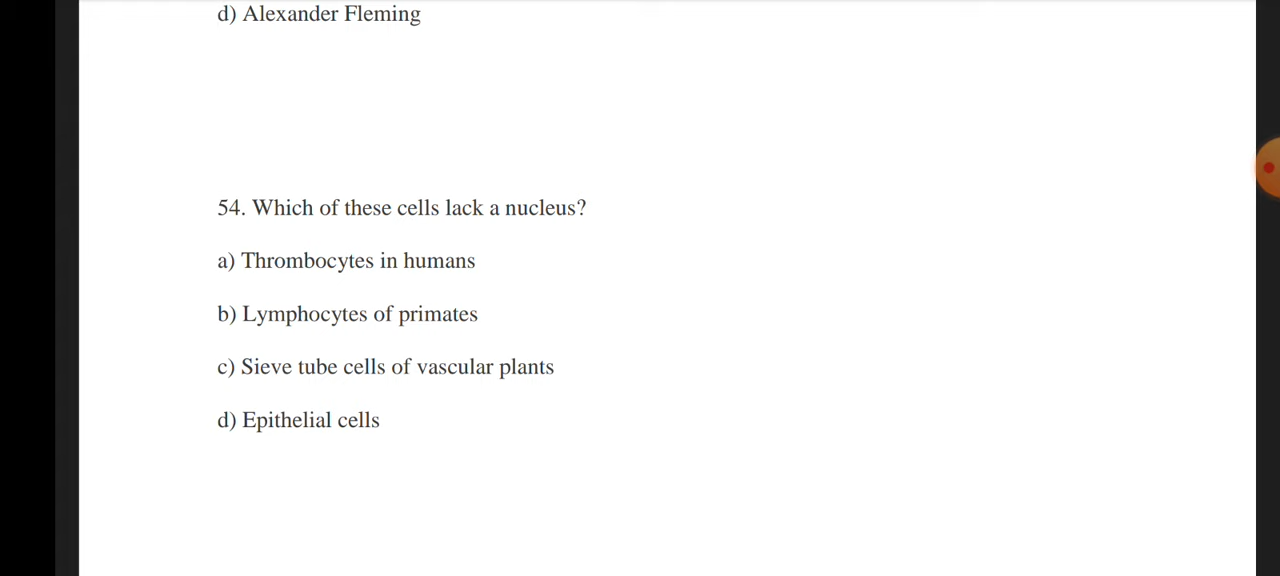 d) Alexander Fleming
54. Which of these cells lack a nucleus?
a) Thrombocytes in humans
b) Lymphocytes of primates
c) Sieve tube cells of vascular plants
d) Epithelial cells